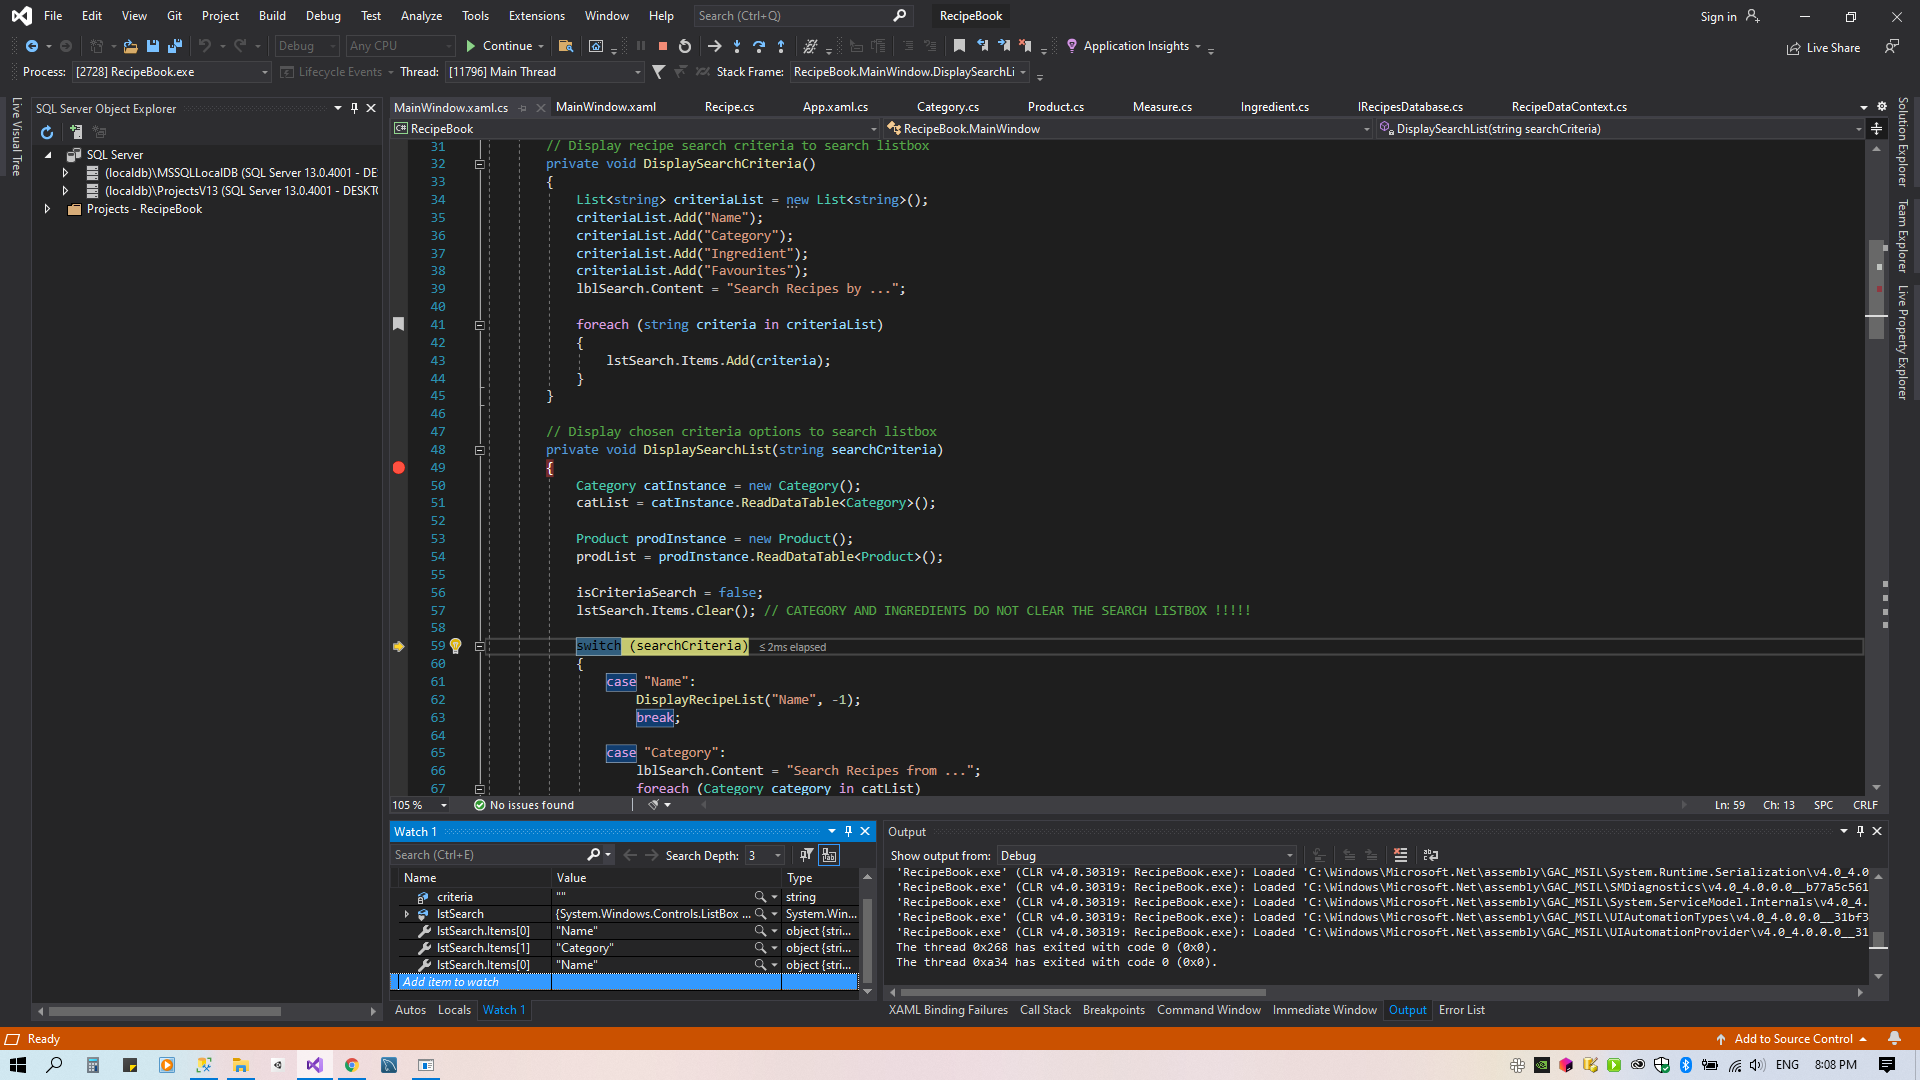 File Edit View Git Project Build Debug Test Analyze Tools Extensions Window Help Search (Ctrl+Q) RecipeBook Sign in
Debug Any CPU Continue Application Insights Live Share
Process: [2728] RecipeBook.exe Lifecycle Events Thread: [11796] Main Thread Stack Frame: RecipeBook.MainWindow.DisplaySearchLi
Live Visual Tree
SQL Server Object Explorer
SQL Server
(localdb)\MSSQLLocalDB (SQL Server 13.0.4001 - DE
(localdb)\ProjectsV13 (SQL Server 13.0.4001 - DESKT
Projects - RecipeBook
MainWindow.xaml.cs MainWindow.xaml Recipe.cs App.xaml.cs Category.cs Product.cs Measure.cs Ingredient.cs IRecipesDatabase.cs RecipeDataContext.cs
RecipeBook RecipeBook.MainWindow DisplaySearchList(string searchCriteria)
31 // Display recipe search criteria to search listbox
32 private void DisplaySearchCriteria()
33 {
34 List<string> criteriaList = new List<string>();
35 criteriaList.Add("Name");
36 criteriaList.Add("Category");
37 criteriaList.Add("Ingredient");
38 criteriaList.Add("Favourites");
39 lblSearch.Content = "Search Recipes by ...";
40
41 foreach (string criteria in criteriaList)
42 {
43 lstSearch.Items.Add(criteria);
44 }
45 }
46
47 // Display chosen criteria options to search listbox
48 private void DisplaySearchList(string searchCriteria)
49 {
50 Category catInstance = new Category();
51 catList = catInstance.ReadDataTable<Category>();
52
53 Product prodInstance = new Product();
54 prodList = prodInstance.ReadDataTable<Product>();
55
56 isCriteriaSearch = false;
57 lstSearch.Items.Clear(); // CATEGORY AND INGREDIENTS DO NOT CLEAR THE SEARCH LISTBOX !!!!!
58
59 switch (searchCriteria) ≤ 2ms elapsed
60 {
61 case "Name":
62 DisplayRecipeList("Name", -1);
63 break;
64
65 case "Category":
66 lblSearch.Content = "Search Recipes from ...";
67 foreach (Category category in catList)
105 % No issues found Ln: 59 Ch: 13 SPC CRLF
Solution Explorer
Team Explorer
Live Property Explorer
Watch 1
Search (Ctrl+E) Search Depth: 3
Name Value Type
criteria "" string
lstSearch {System.Windows.Controls.ListBox ... System.Win...
lstSearch.Items[0] "Name" object {stri...
lstSearch.Items[1] "Category" object {stri...
lstSearch.Items[0] "Name" object {stri...
Add item to watch
Autos Locals Watch 1
Output
Show output from: Debug
'RecipeBook.exe' (CLR v4.0.30319: RecipeBook.exe): Loaded 'C:\Windows\Microsoft.Net\assembly\GAC_MSIL\System.Runtime.Serialization\v4.0_4.0
'RecipeBook.exe' (CLR v4.0.30319: RecipeBook.exe): Loaded 'C:\Windows\Microsoft.Net\assembly\GAC_MSIL\SMDiagnostics\v4.0_4.0.0.0__b77a5c561
'RecipeBook.exe' (CLR v4.0.30319: RecipeBook.exe): Loaded 'C:\Windows\Microsoft.Net\assembly\GAC_MSIL\System.ServiceModel.Internals\v4.0_4.0
'RecipeBook.exe' (CLR v4.0.30319: RecipeBook.exe): Loaded 'C:\Windows\Microsoft.Net\assembly\GAC_MSIL\UIAutomationTypes\v4.0_4.0.0.0__31bf3
'RecipeBook.exe' (CLR v4.0.30319: RecipeBook.exe): Loaded 'C:\Windows\Microsoft.Net\assembly\GAC_MSIL\UIAutomationProvider\v4.0_4.0.0.0__31
The thread 0x268 has exited with code 0 (0x0).
The thread 0xa34 has exited with code 0 (0x0).
XAML Binding Failures Call Stack Breakpoints Command Window Immediate Window Output Error List
Ready Add to Source Control
ENG 8:08 PM